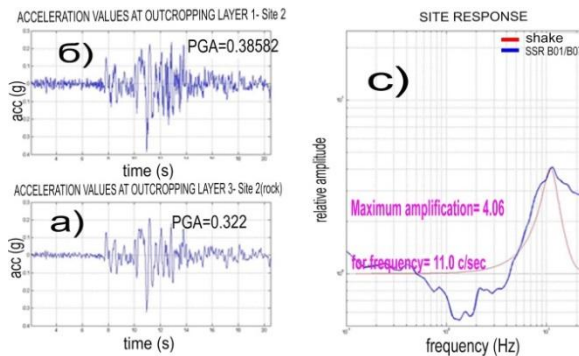 ACCELERATION VALUES AT OUTCROPPING LAYER 1- Site 2
б)
PGA=0.38582
acc (g)
time (s)
ACCELERATION VALUES AT OUTCROPPING LAYER 3- Site 2(rock)
а)
PGA=0.322
acc (g)
time (s)
SITE RESPONSE
shake
SSR B01/B0
с)
relative amplitude
Maximum amplification= 4.06
for frequency= 11.0 c/sec
frequency (Hz)